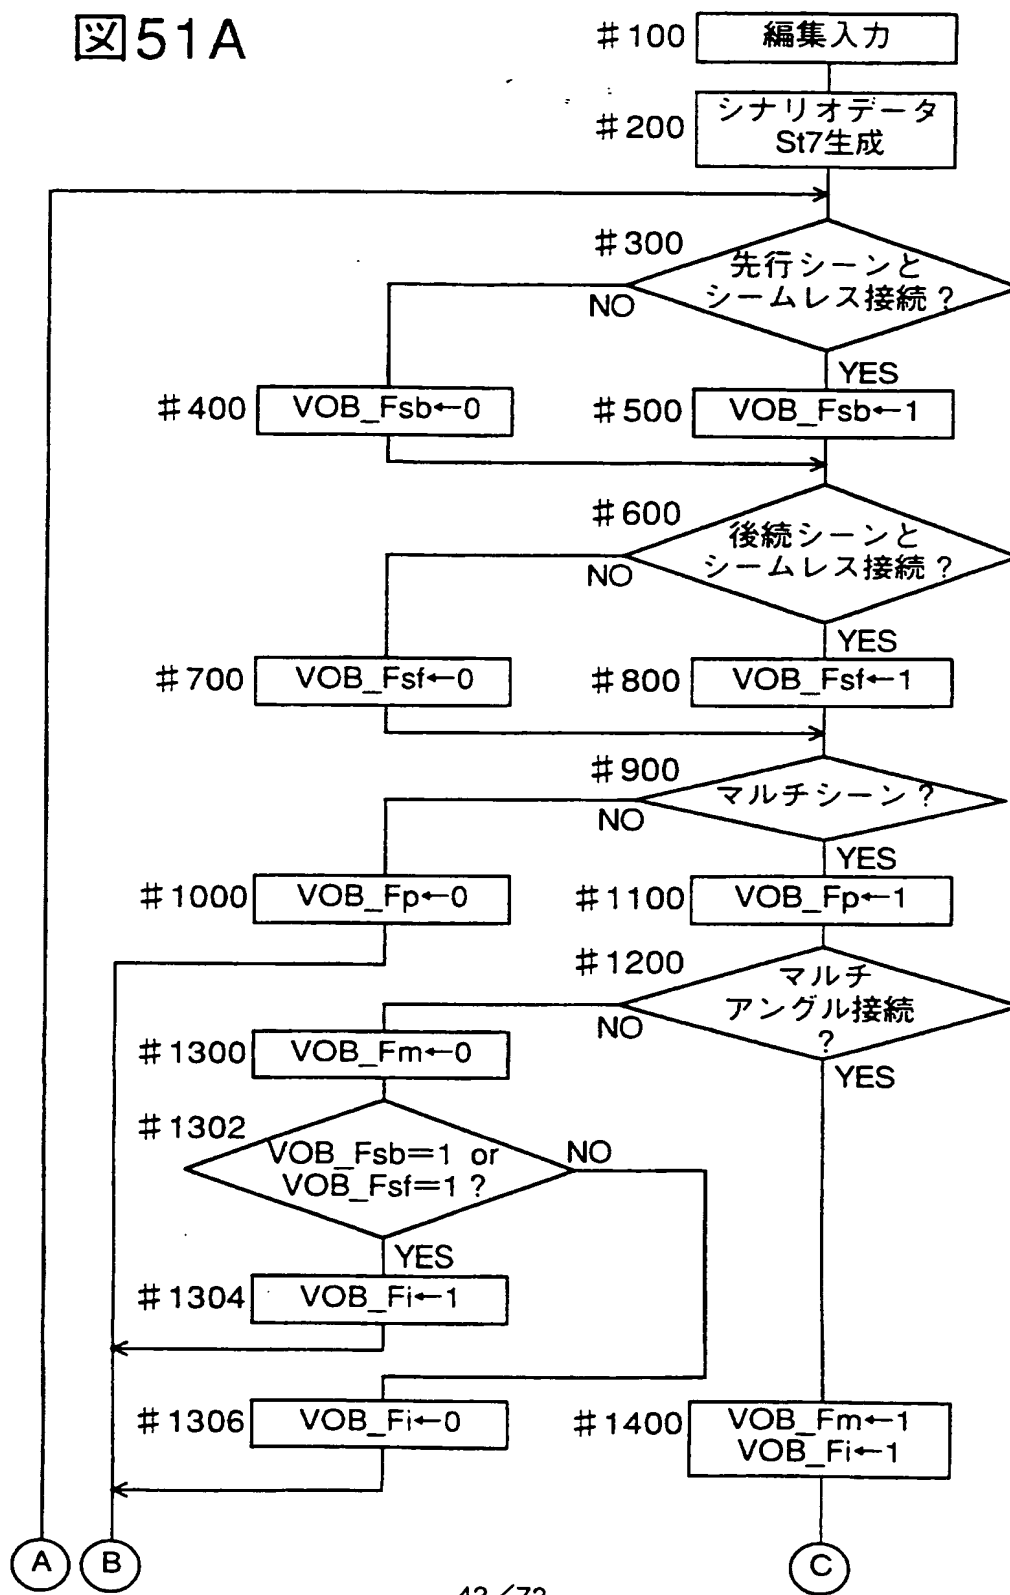 図51A
#100 編集入力
#200 シナリオデータ
St7生成
#300 先行シーンと
シームレス接続?
NO
YES
#400 VOB_Fsb←0
#500 VOB_Fsb←1
#600 後続シーンと
シームレス接続?
NO
YES
#700 VOB_Fsf←0
#800 VOB_Fsf←1
#900 マルチシーン?
NO
YES
#1000 VOB_Fp←0
#1100 VOB_Fp←1
#1200 マルチ
アングル接続
?
NO
YES
#1300 VOB_Fm←0
#1302 VOB_Fsb=1 or
VOB_Fsf=1?
NO
YES
#1304 VOB_Fi←1
#1306 VOB_Fi←0
#1400 VOB_Fm←1
VOB_Fi←1
A
B
C